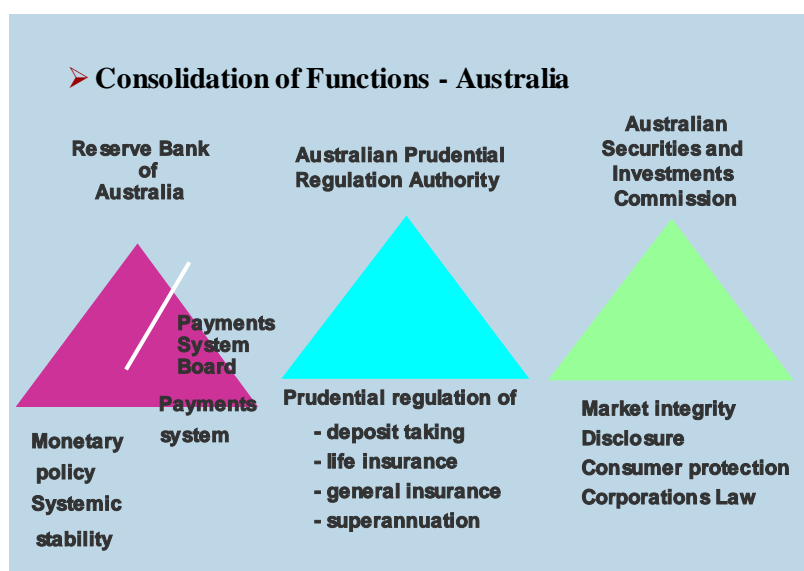 Consolidation of Functions - Australia
Reserve Bank
of
Australia
Payments
System
Board
Payments
system
Monetary
policy
Systemic
stability
Australian Prudential
Regulation Authority
Prudential regulation of
- deposit taking
- life insurance
- general insurance
- superannuation
Australian
Securities and
Investments
Commission
Market integrity
Disclosure
Consumer protection
Corporations Law